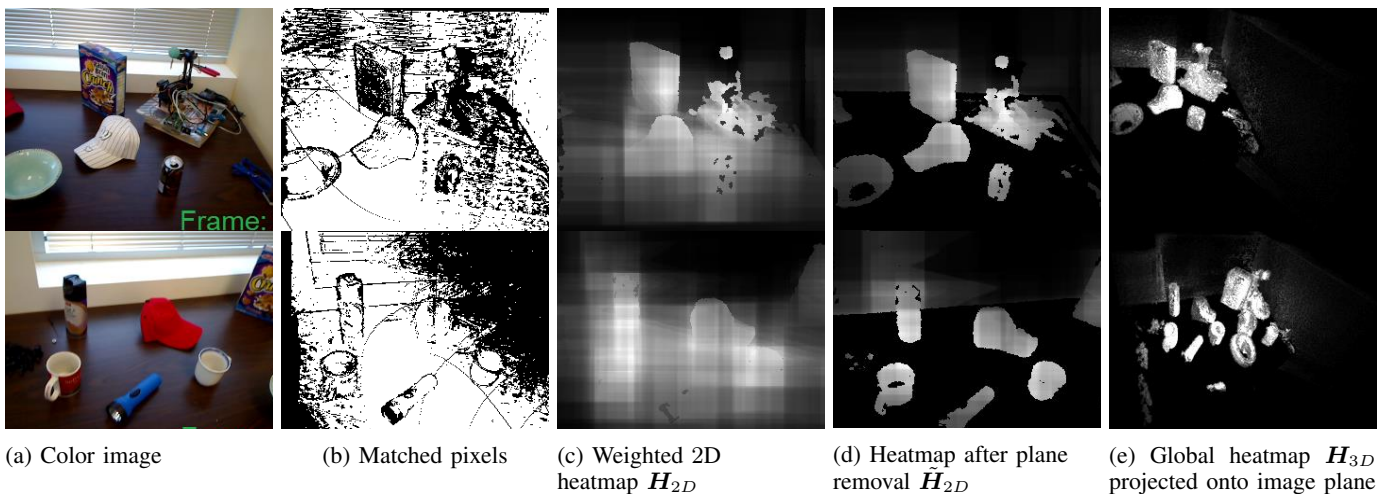 Frame:
(a) Color image
(b) Matched pixels
(c) Weighted 2D
heatmap H2D
(d) Heatmap after plane
removal H̃2D
(e) Global heatmap H3D
projected onto image plane